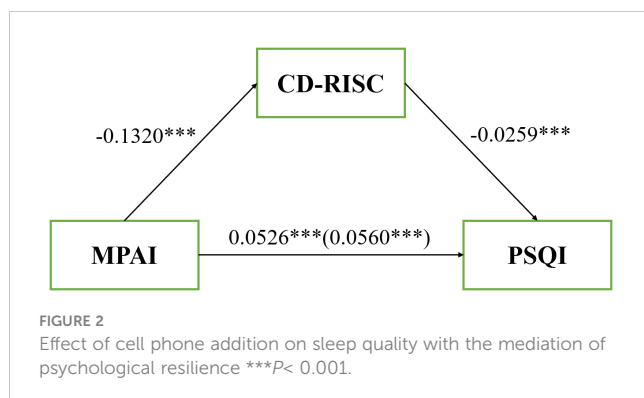 CD-RISC
-0.1320***
-0.0259***
0.0526***(0.0560***)
MPAI
PSQI
FIGURE 2
Effect of cell phone addition on sleep quality with the mediation of
psychological resilience ***P< 0.001.